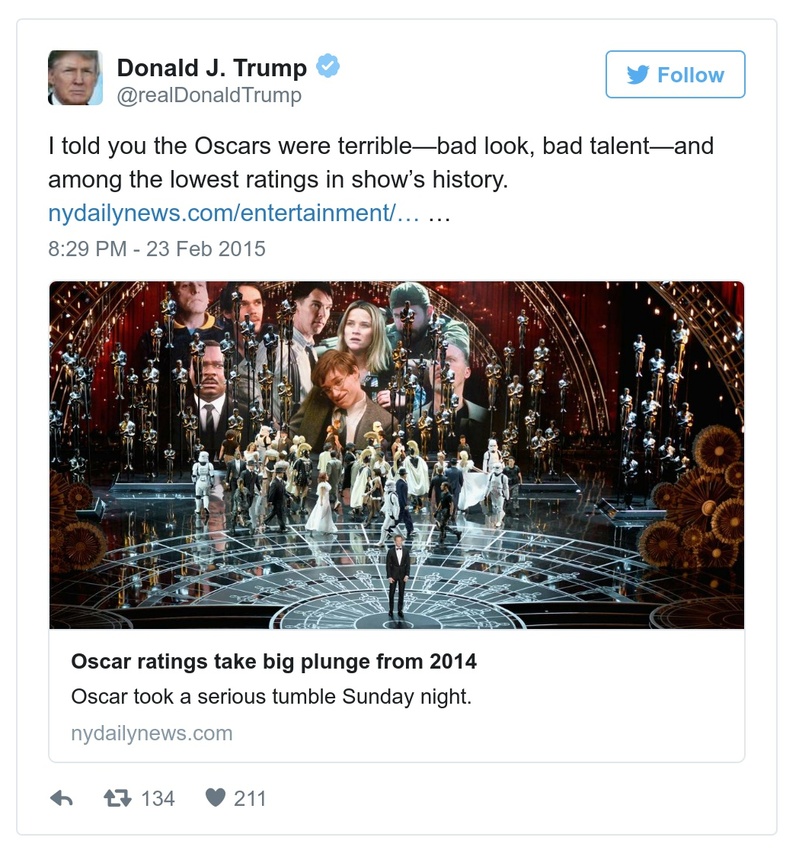 Donald J. Trump
@realDonaldTrump
Follow
I told you the Oscars were terrible—bad look, bad talent—and
among the lowest ratings in show’s history.
nydailynews.com/entertainment/… …
8:29 PM - 23 Feb 2015
Oscar ratings take big plunge from 2014
Oscar took a serious tumble Sunday night.
nydailynews.com
134
211